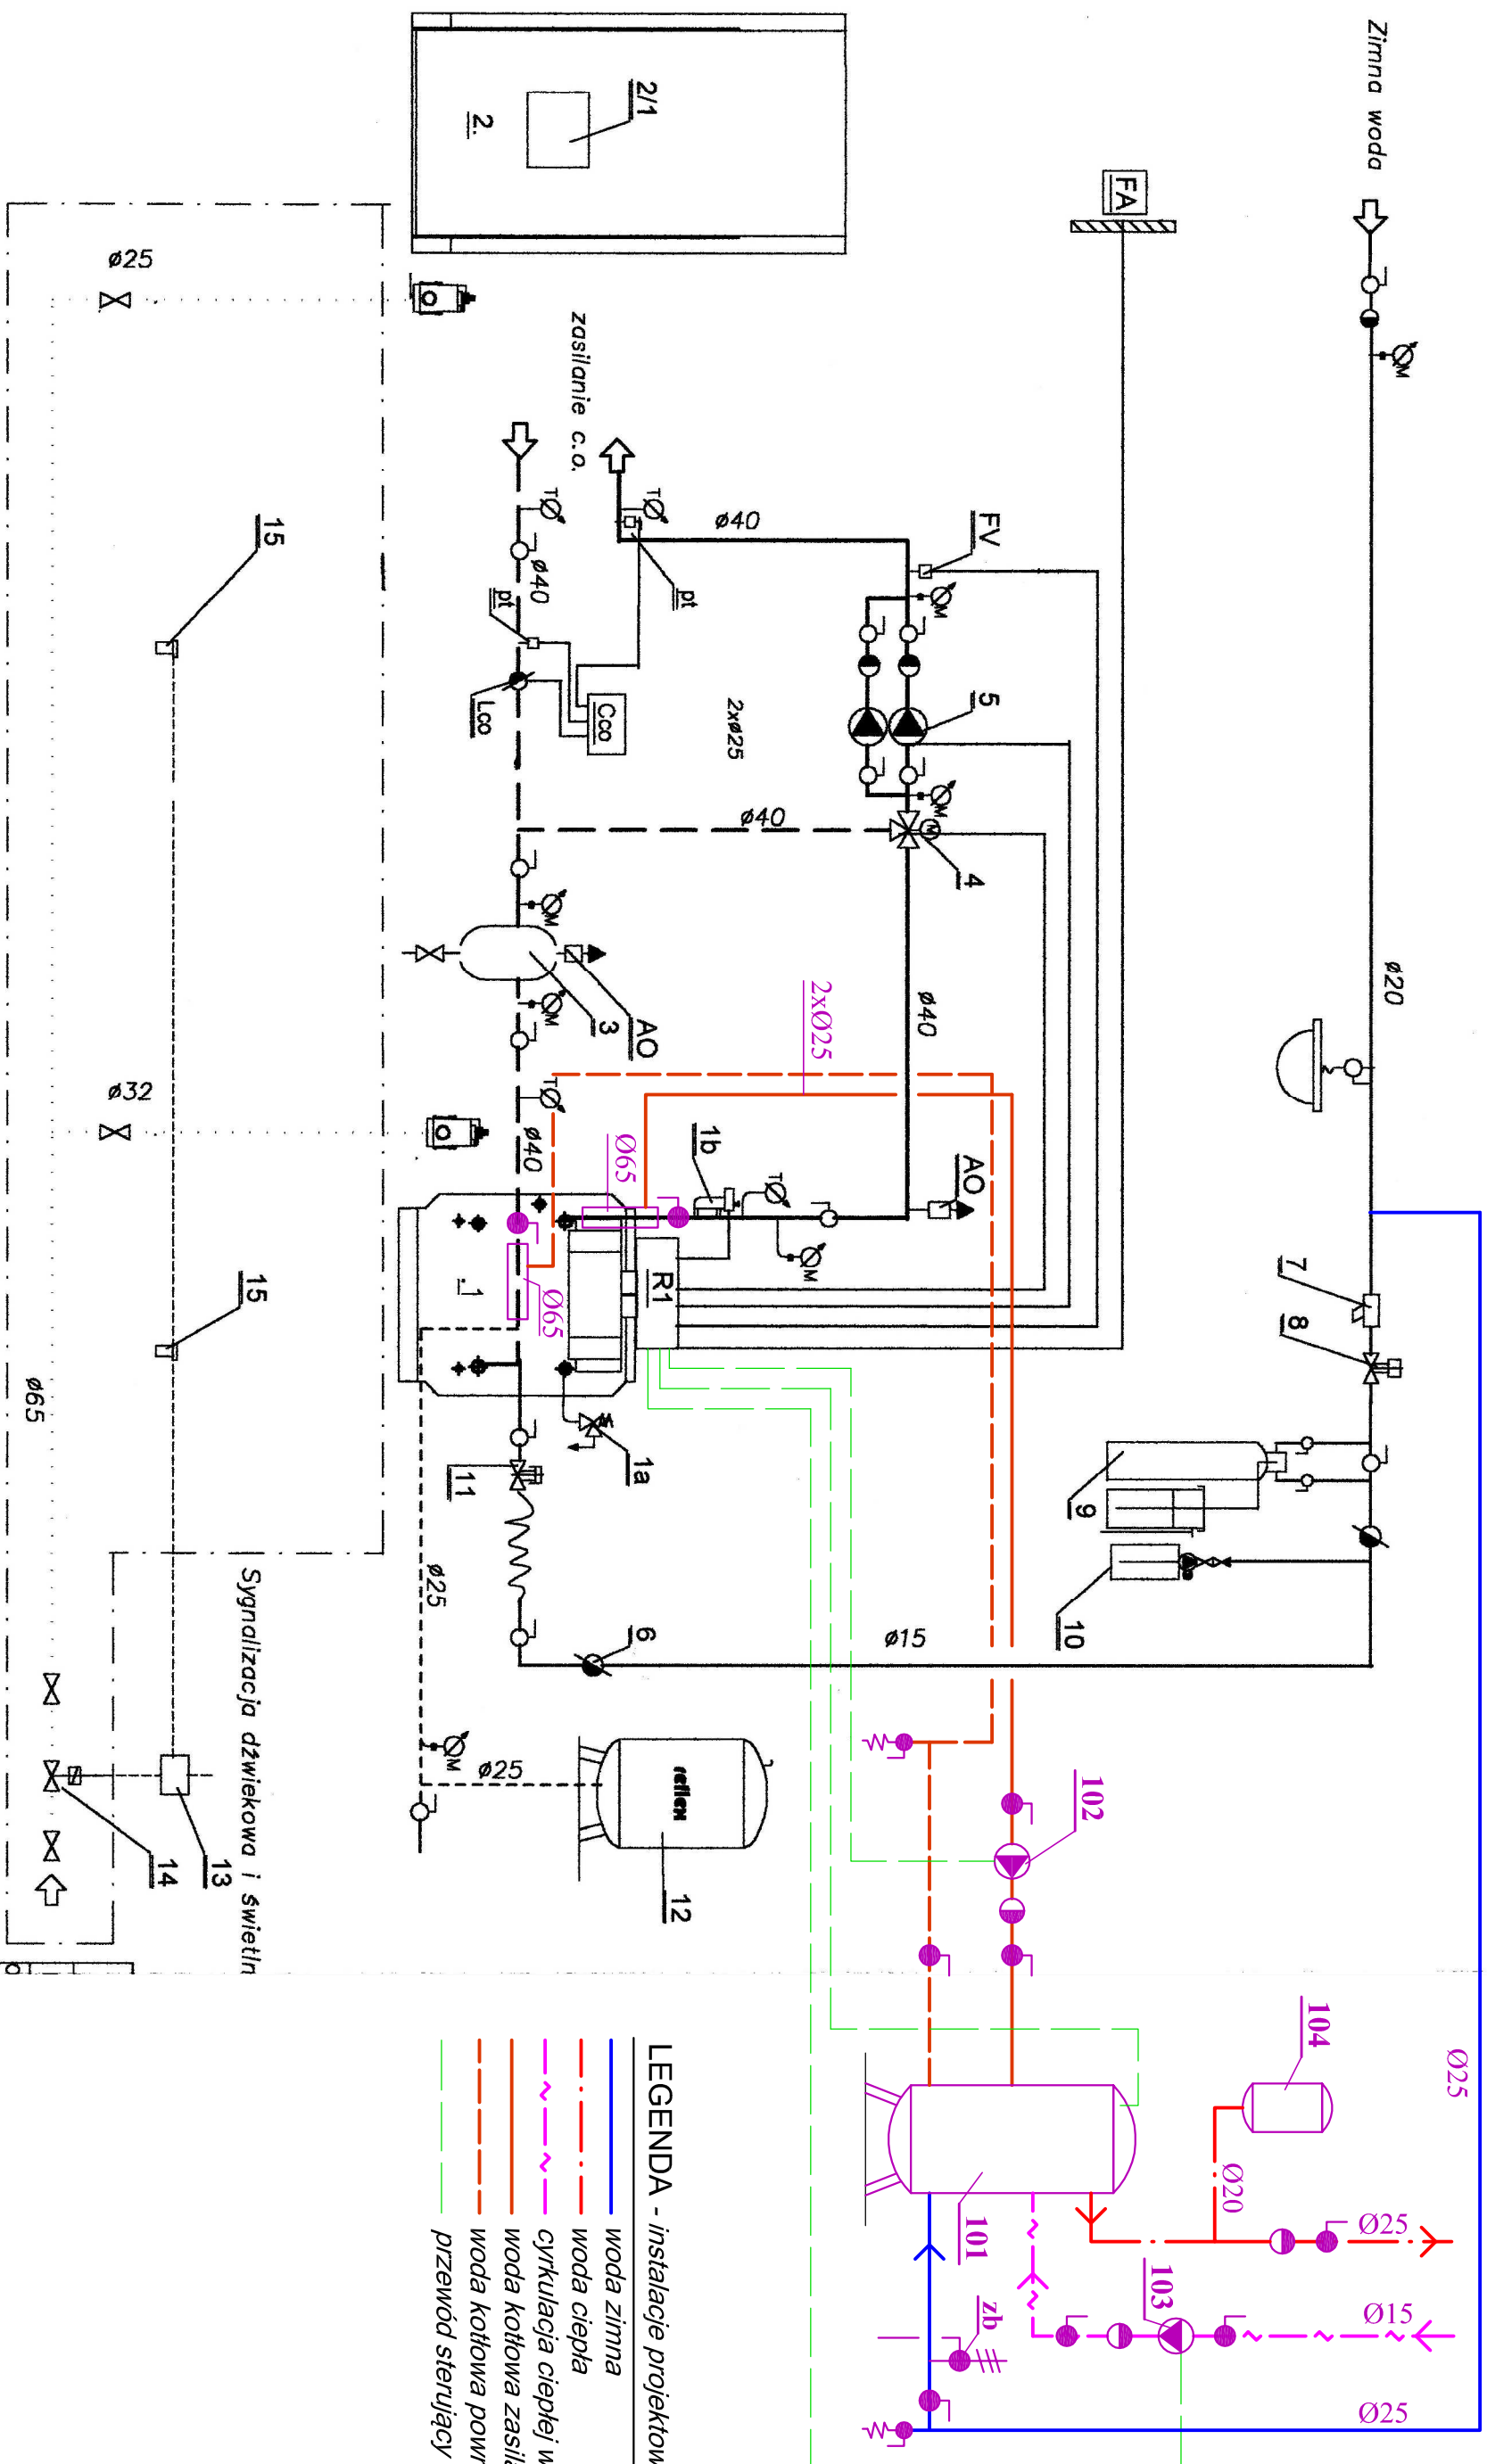 Ø25
Zimna woda
M
ø20
Ø25
Ø15
Ø25
104
7
8
Ø20
9
103
FA
10
102
FV
AO
5
4
M
M
ø40
ø15
101
zb
2xØ25
M
T
ø40
2xø25
ø40
1b
pt
12
reflex
T
R1
LEGENDA - instalacje projektow
2/1
Cco
AO
3
Ø65
1a
6
woda zimna
zasilanie c.o.
woda ciepła
T
M
M
T
Ø65
cyrkulacja ciepłej w
ø40
ø40
pt
Lco
.1
woda kotłowa zasila
2.
11
ø25
woda kotłowa powr
M
ø25
przewód sterujący
15
15
Sygnalizacja dźwiekowa i świetln
13
14
ø25
ø32
ø65